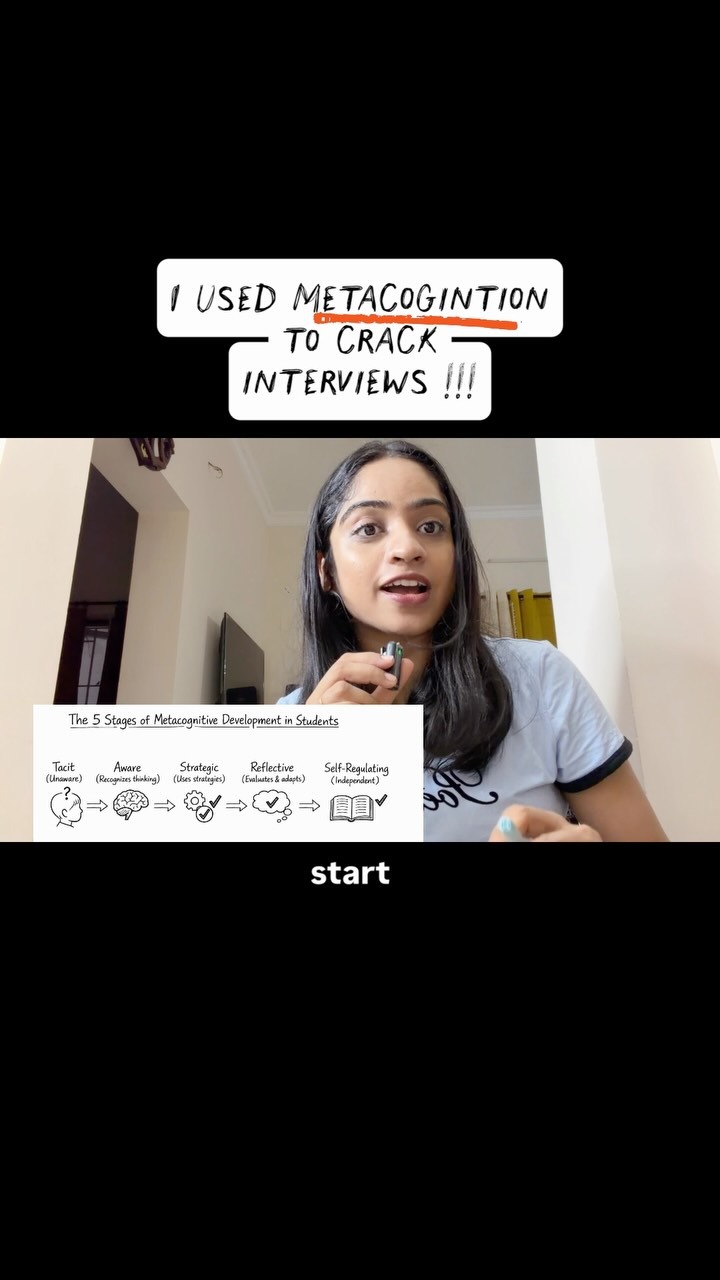 I USED METACOGINTION
TO CRACK
INTERVIEWS !!!
The 5 Stages of Metacognitive Development in Students
Tacit Aware Strategic Reflective Self-Regulating
(Unaware) (Recognizes thinking) (Uses strategies) (Evaluates & adapts) (Independent)
?
start